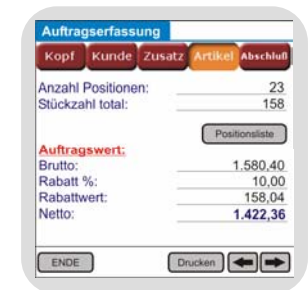 Auftragserfassung
Kopf Kunde Zusatz Artikel Abschluß
Anzahl Positionen: 23
Stückzahl total: 158
Positionsliste
Auftragswert:
Brutto: 1.580,40
Rabatt %: 10,00
Rabattwert: 158,04
Netto: 1.422,36
ENDE Drucken